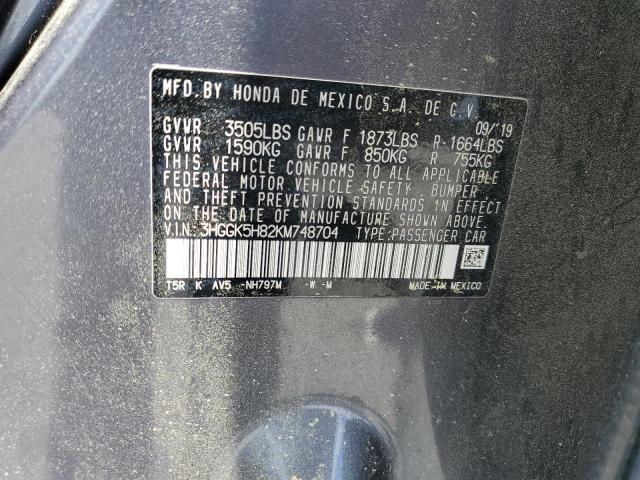 MFD.BY HONDA DE MEXICO S.A. DE C.V.
09/'19
GVWR 3505LBS GAWR F 1873LBS R-1664LBS
GVWR 1590KG GAWR F 850KG R 755KG
THIS VEHICLE CONFORMS TO ALL APPLICABLE
FEDERAL MOTOR VEHICLE SAFETY, BUMPER
AND THEFT PREVENTION STANDARDS IN EFFECT
ON THE DATE OF MANUFACTURE SHOWN ABOVE.
V.I.N.: 3HGGK5H82KM748704 TYPE:PASSENGER CAR
T5R K AV5 -NH797M -W -M MADE IN MEXICO